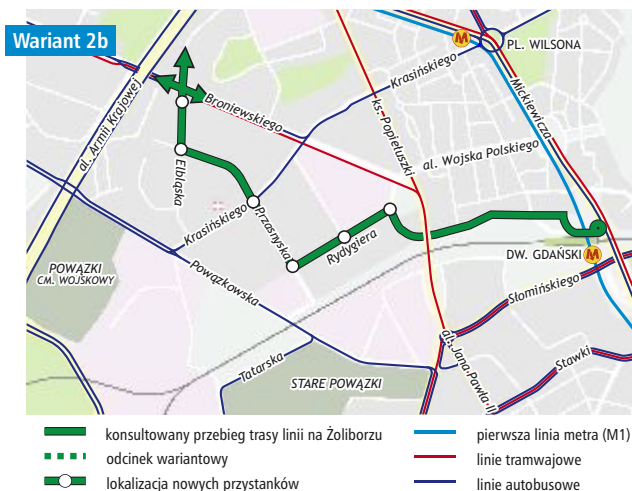 Wariant 2b
M
PL. WILSONA
Krasińskiego
Mickiewicza
al. Armii Krajowej
Broniewskiego
ks. Popiełuszki
al. Wojska Polskiego
Elbląska
Krasińskiego
Przasnyska
Rydygiera
DW. GDAŃSKI
M
POWĄZKI
CM. WOJSKOWY
Powązkowska
Słomińskiego
Tatarska
al. Jana Pawła II
Stawki
STARE POWĄZKI
konsultowany przebieg trasy linii na Żoliborzu
odcinek wariantowy
lokalizacja nowych przystanków
pierwsza linia metra (M1)
linie tramwajowe
linie autobusowe